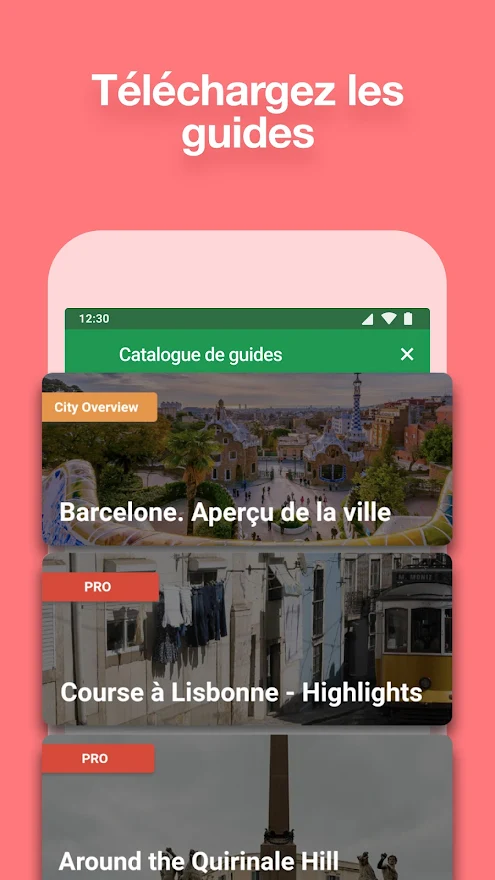 Téléchargez les
guides
12:30
Catalogue de guides
City Overview
Barcelone. Aperçu de la ville
PRO
Course à Lisbonne - Highlights
PRO
Around the Quirinale Hill